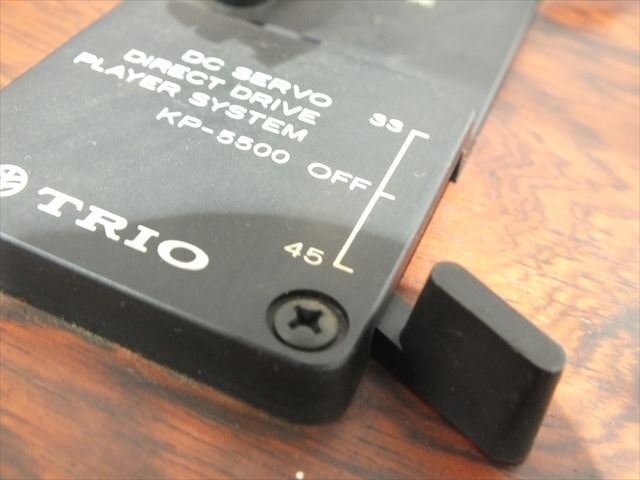 DC SERVO
DIRECT DRIVE
PLAYER SYSTEM
KP-5500
TRIO
33
OFF
45